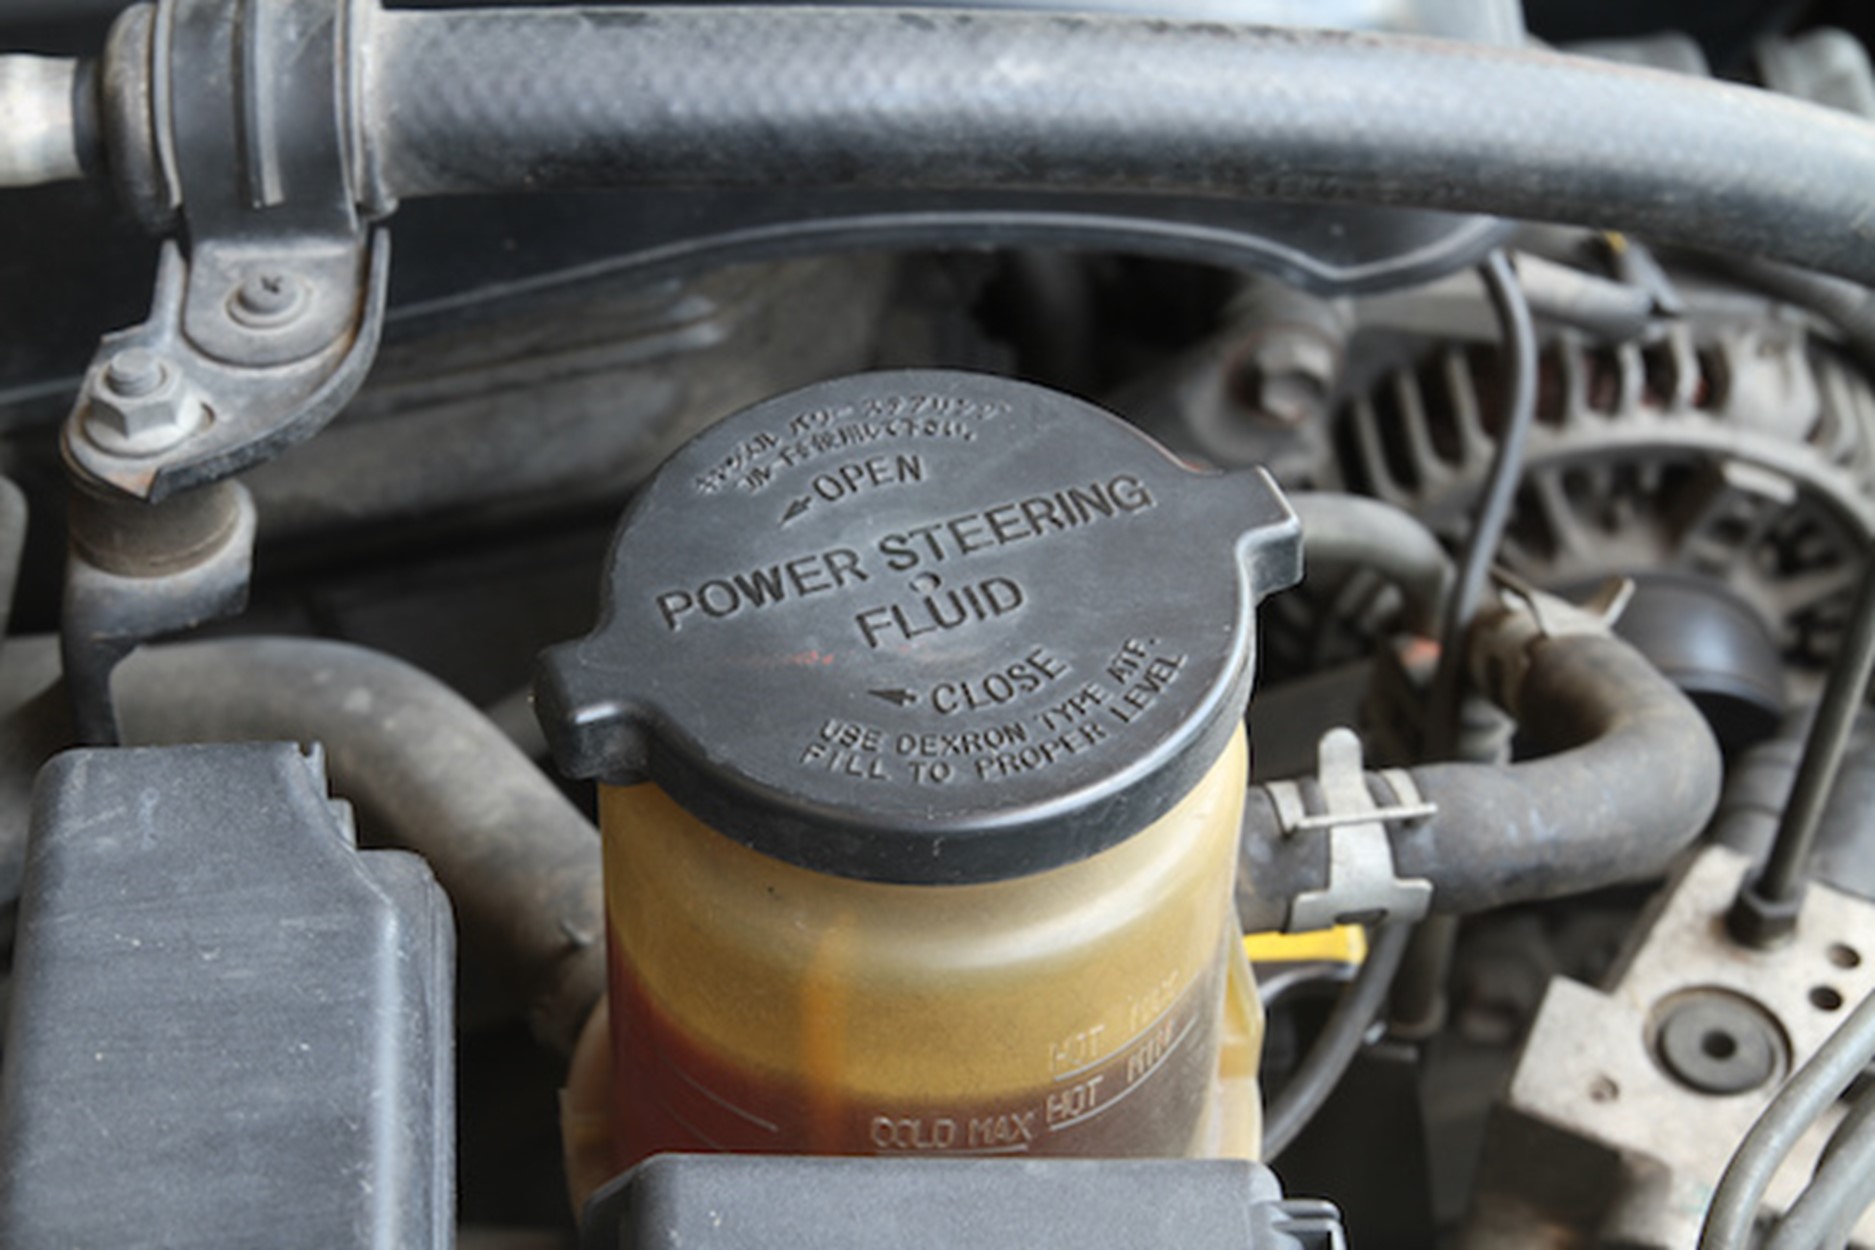 OPEN
POWER STEERING
FLUID
CLOSE
USE DEXRON TYPE ATF.
FILL TO PROPER LEVEL
HOT MAX
HOT MIN
COLD MAX